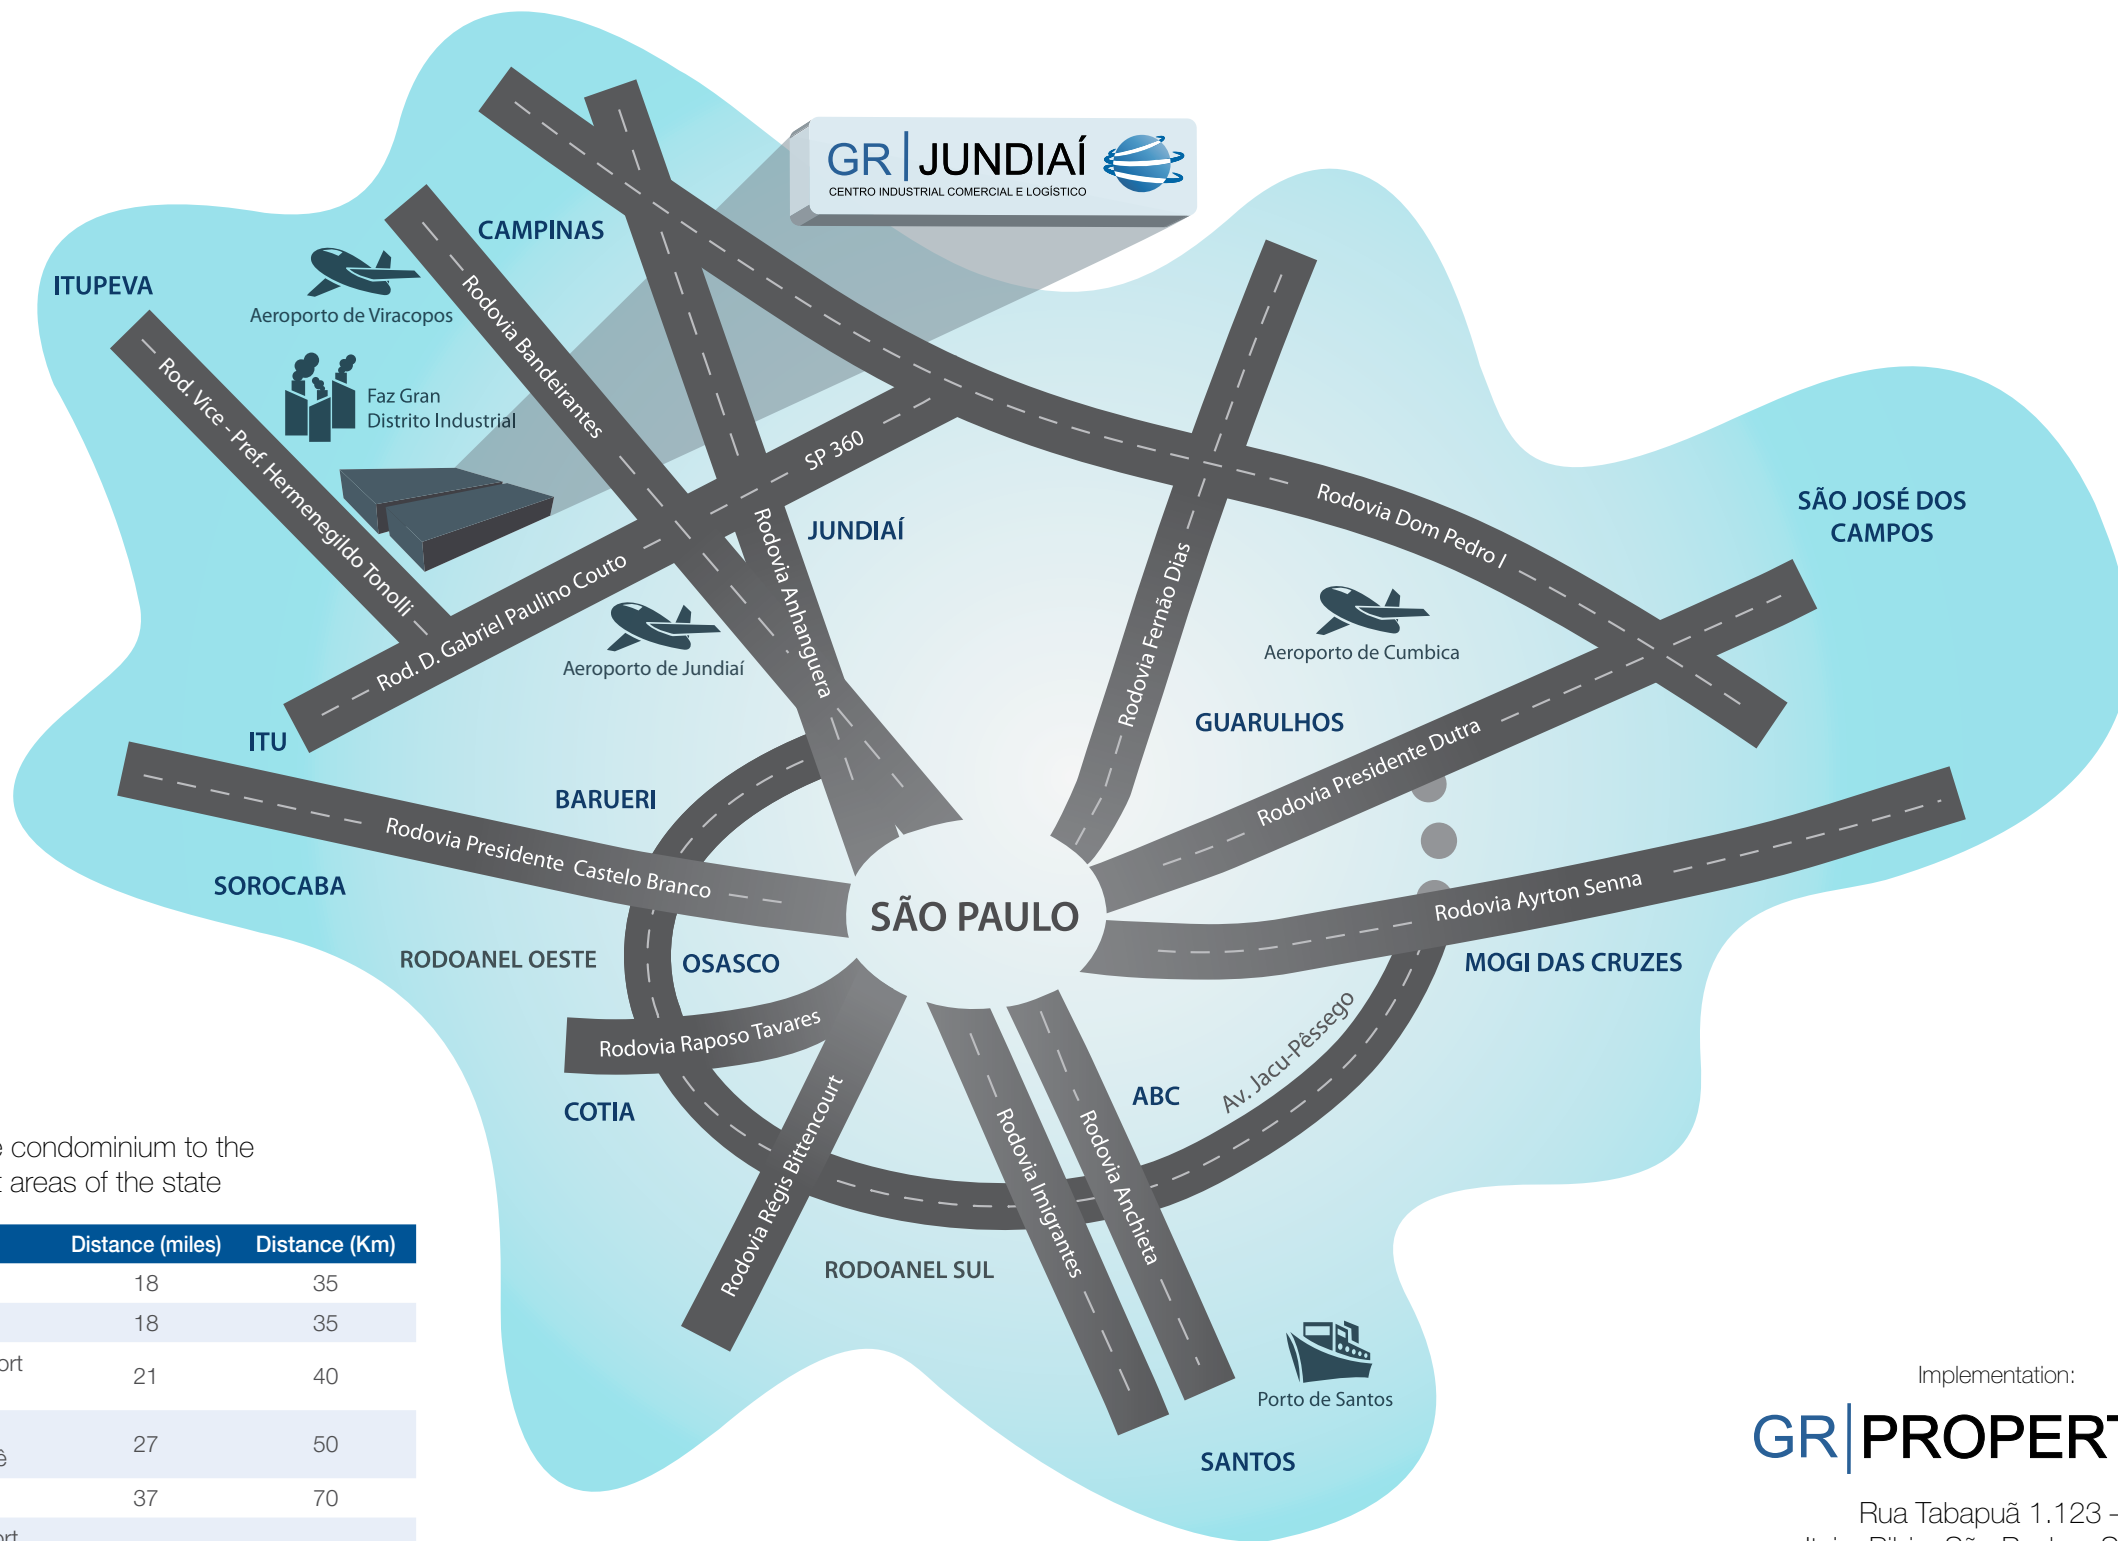 GR | JUNDIAÍ
CENTRO INDUSTRIAL COMERCIAL E LOGÍSTICO
CAMPINAS
ITUPEVA
Aeroporto de Viracopos
Rodovia Bandeirantes
Rod. Vice - Pref. Hermenegildo Tonolli
Faz Gran
Distrito Industrial
SP 360
JUNDIAÍ
Rodovia Anhanguera
Rodovia Dom Pedro I
SÃO JOSÉ DOS
CAMPOS
Rodovia Fernão Dias
Rod. D. Gabriel Paulino Couto
Aeroporto de Jundiaí
Aeroporto de Cumbica
GUARULHOS
ITU
Rodovia Presidente Dutra
BARUERI
Rodovia Presidente Castelo Branco
SOROCABA
SÃO PAULO
Rodovia Ayrton Senna
RODOANEL OESTE
OSASCO
MOGI DAS CRUZES
Rodovia Raposo Tavares
Av. Jacu-Pêssego
COTIA
ABC
Rodovia Régis Bittencourt
Rodovia Imigrantes
Rodovia Anchieta
RODOANEL SUL
Porto de Santos
SANTOS
condominium to the
areas of the state
Distance (miles) Distance (Km)
18 35
18 35
21 40
27 50
37 70
Implementation:
GR | PROPERT
Rua Tabapuã 1.123 -